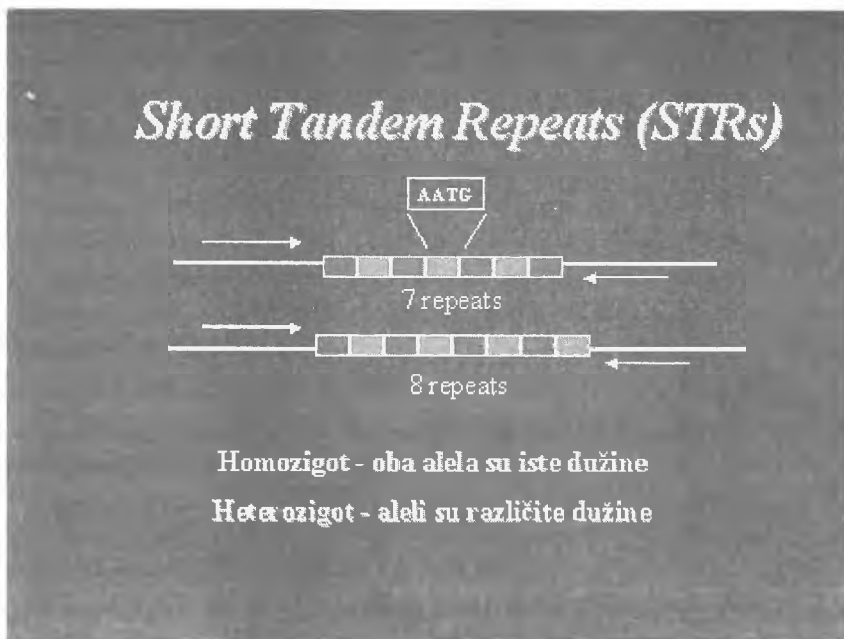 Short Tandem Repeats (STRs)
AATG
7 repeats
8 repeats
Homozigot - oba alela su iste dužine
Heterozigot - aleli su različite dužine